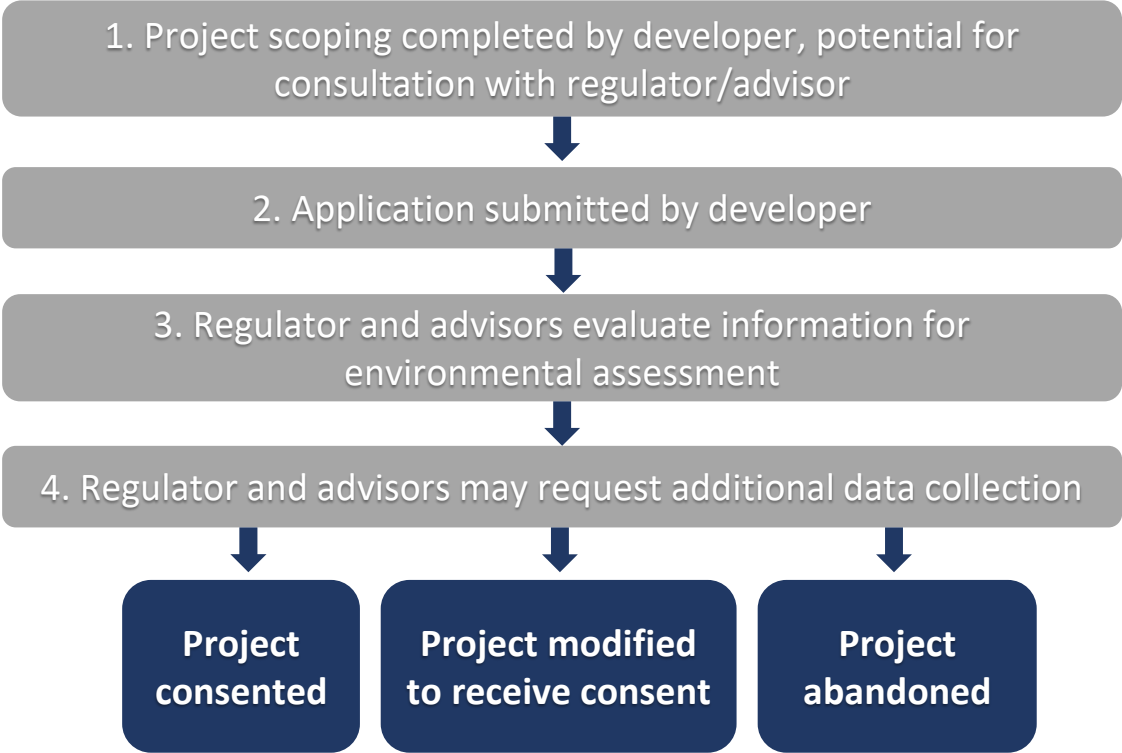 1. Project scoping completed by developer, potential for
consultation with regulator/advisor
2. Application submitted by developer
3. Regulator and advisors evaluate information for
environmental assessment
4. Regulator and advisors may request additional data collection
Project
consented
Project modified
to receive consent
Project
abandoned